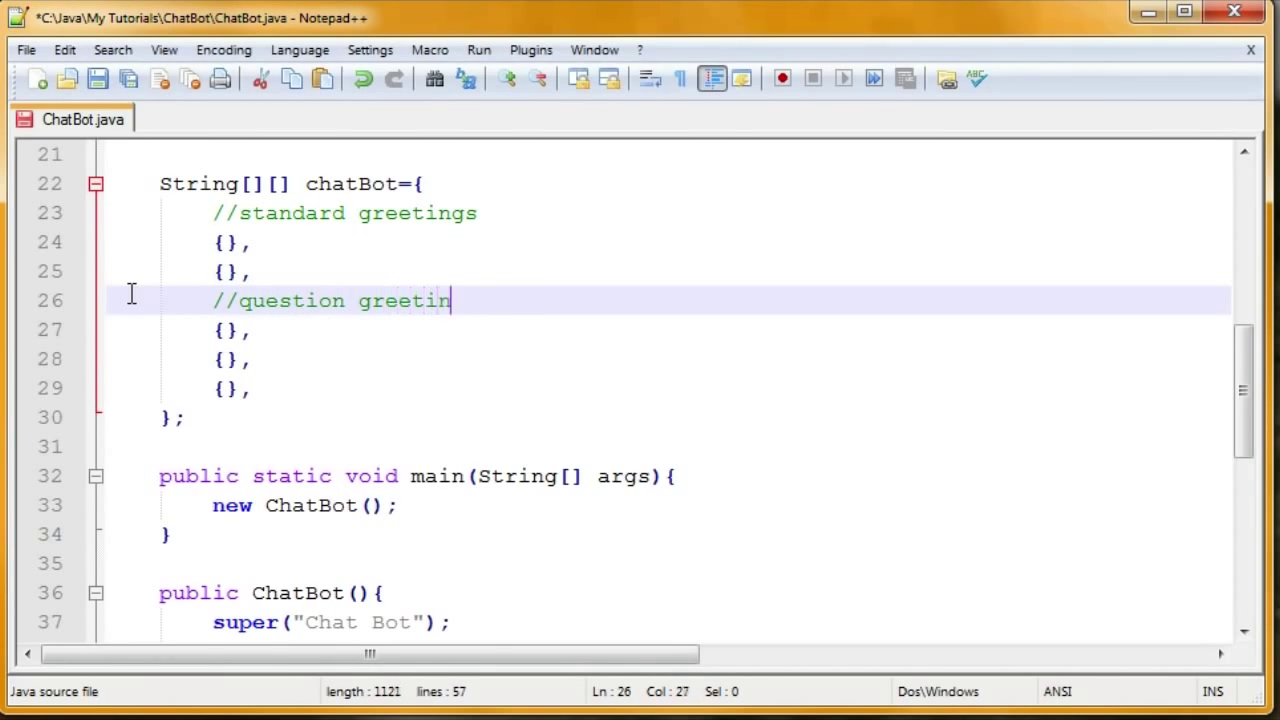 *C:\Java\My Tutorials\ChatBot\ChatBot.java - Notepad++
File Edit Search View Encoding Language Settings Macro Run Plugins Window ? X
ABC
ChatBot.java
21
22 String[][] chatBot={
23 //standard greetings
24 {},
25 {},
26 //question greetin
27 {},
28 {},
29 {},
30 };
31
32 public static void main(String[] args){
33 new ChatBot();
34 }
35
36 public ChatBot(){
37 super("Chat Bot");
Java source file length : 1121 lines : 57 Ln : 26 Col : 27 Sel : 0 Dos\Windows ANSI INS